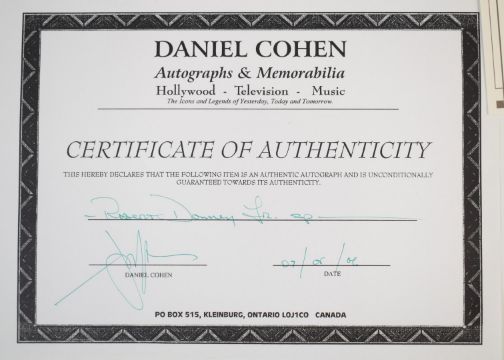 DANIEL COHEN
Autographs & Memorabilia
Hollywood - Television - Music
The Icons and Legends of Yesterday, Today and Tomorrow.
CERTIFICATE OF AUTHENTICITY
THIS HEREBY DECLARES THAT THE FOLLOWING ITEM IS AN AUTHENTIC AUTOGRAPH AND IS UNCONDITIONALLY
GUARANTEED TOWARDS ITS AUTHENTICITY.
Robert Downey Jr.
DANIEL COHEN
DATE
PO BOX 515, KLEINBURG, ONTARIO L0J1C0 CANADA